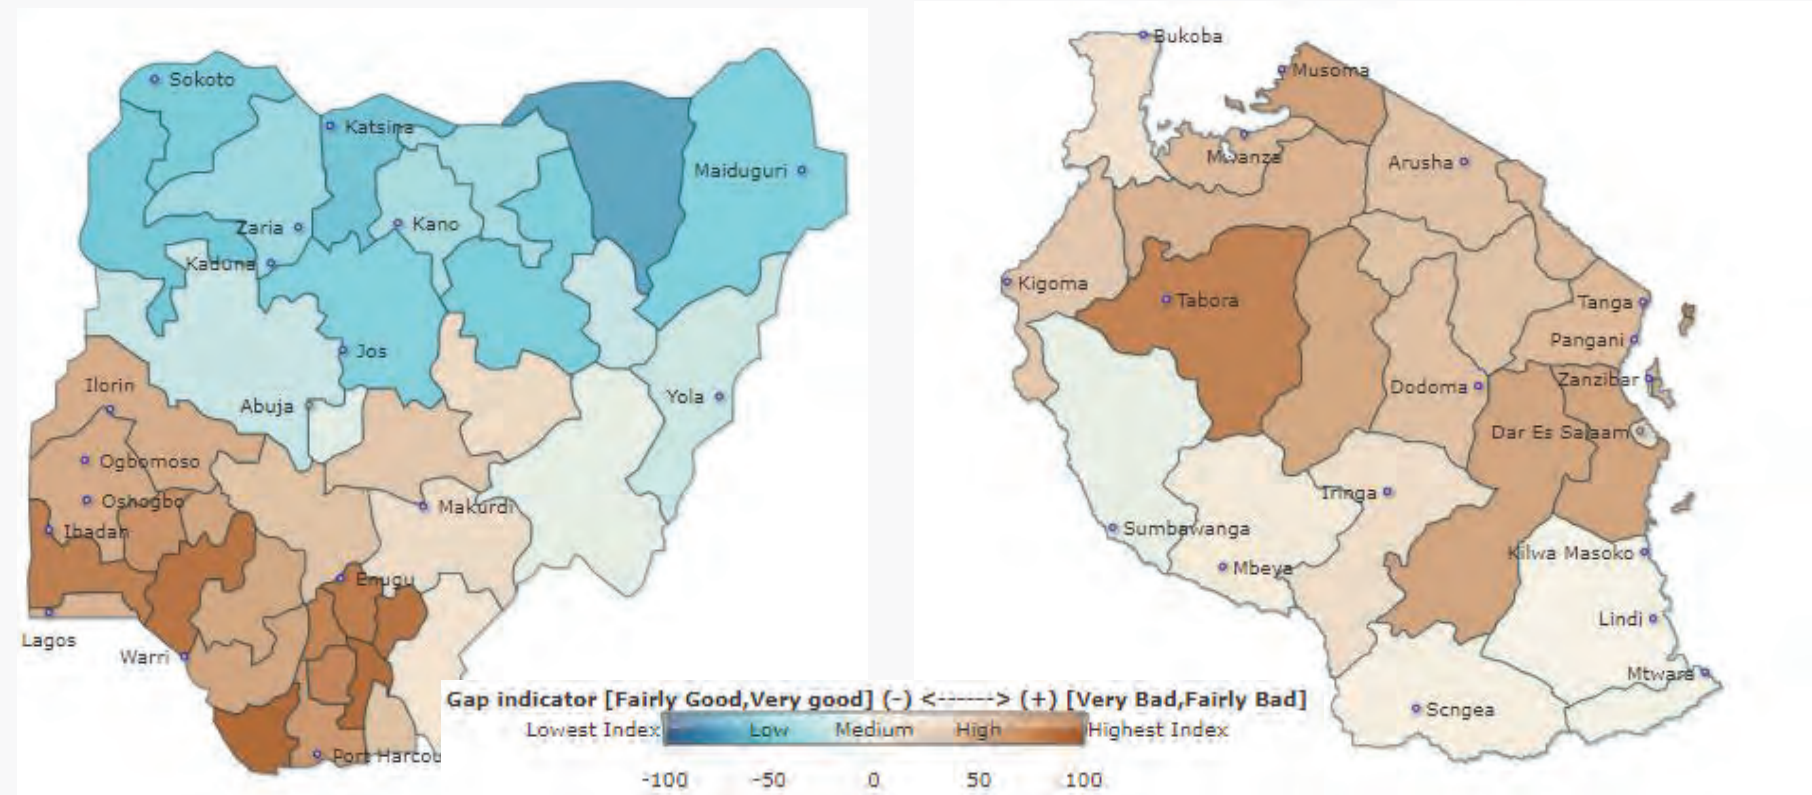 Sokoto
Katsina
Maiduguri
Zaria
Kano
Kaduna
Jos
Ilorin
Abuja
Yola
Ogbomoso
Oshogbo
Makurdi
Ibadan
Enugu
Lagos
Warri
Port Harcou
Bukoba
Musoma
Mwanza
Arusha
Kigoma
Tabora
Tanga
Pangani
Dodoma
Zanzibar
Dar Es Salaam
Iringa
Sumbawanga
Kilwa Masoko
Mbeya
Lindi
Mtwara
Scngea
Gap indicator [Fairly Good,Very good] (-) <------> (+) [Very Bad,Fairly Bad]
Lowest Index Low Medium High Highest Index
-100 -50 0 50 100